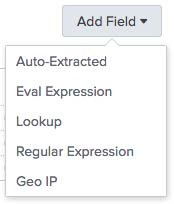 Add Field
Auto-Extracted
Eval Expression
Lookup
Regular Expression
Geo IP